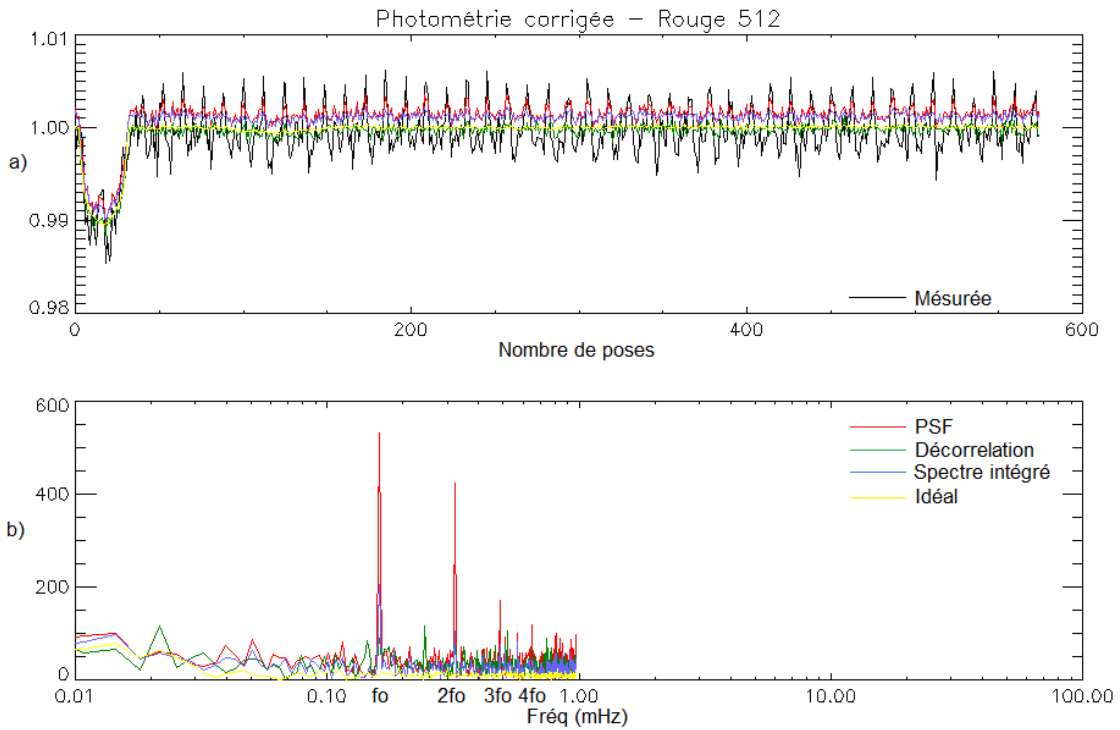 Photométrie corrigée – Rouge 512
1.01
1.00
a)
0.99
0.98
Mésurée
0 200 400 600
Nombre de poses
600
PSF
Décorrelation
Spectre intégré
400
Idéal
b)
200
0
0.01 0.10 fo 2fo 3fo 4fo 1.00 10.00 100.00
Fréq (mHz)